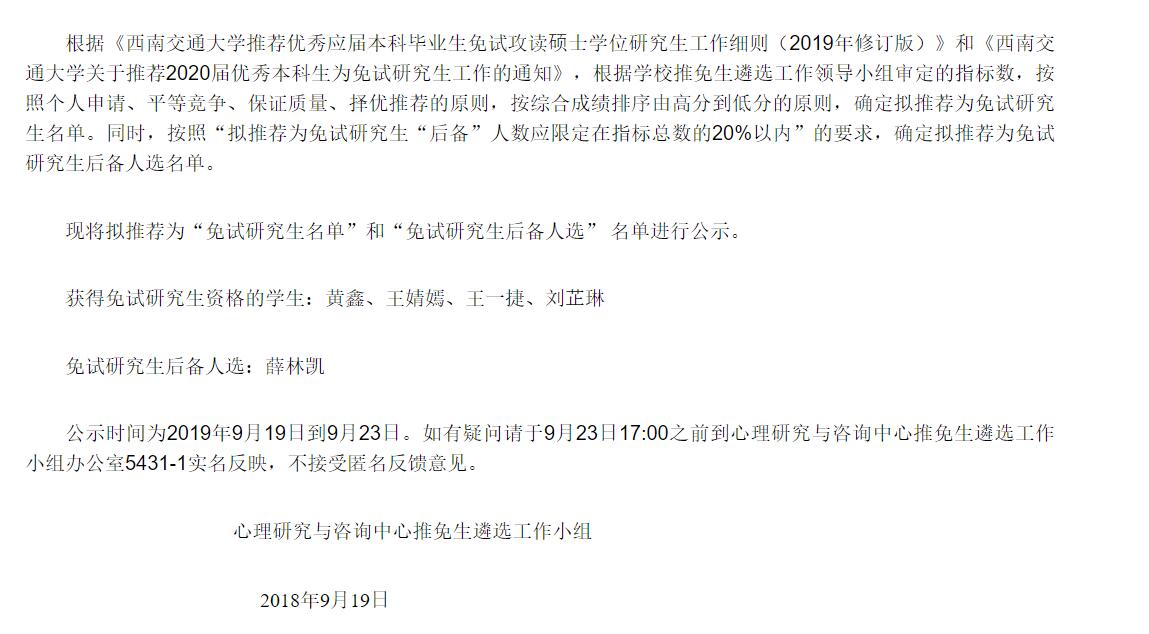 根据《西南交通大学推荐优秀应届本科毕业生免试攻读硕士学位研究生工作细则（2019年修订版）》和《西南交
通大学关于推荐2020届优秀本科生为免试研究生工作的通知》，根据学校推免生遴选工作领导小组审定的指标数，按
照个人申请、平等竞争、保证质量、择优推荐的原则，按综合成绩排序由高分到低分的原则，确定拟推荐为免试研究
生名单。同时，按照“拟推荐为免试研究生“后备”人数应限定在指标总数的20%以内”的要求，确定拟推荐为免试
研究生后备人选名单。
现将拟推荐为“免试研究生名单”和“免试研究生后备人选” 名单进行公示。
获得免试研究生资格的学生：黄鑫、王婧嫣、王一捷、刘芷琳
免试研究生后备人选：薛林凯
公示时间为2019年9月19日到9月23日。如有疑问请于9月23日17:00之前到心理研究与咨询中心推免生遴选工作
小组办公室5431-1实名反映，不接受匿名反馈意见。
心理研究与咨询中心推免生遴选工作小组
2018年9月19日